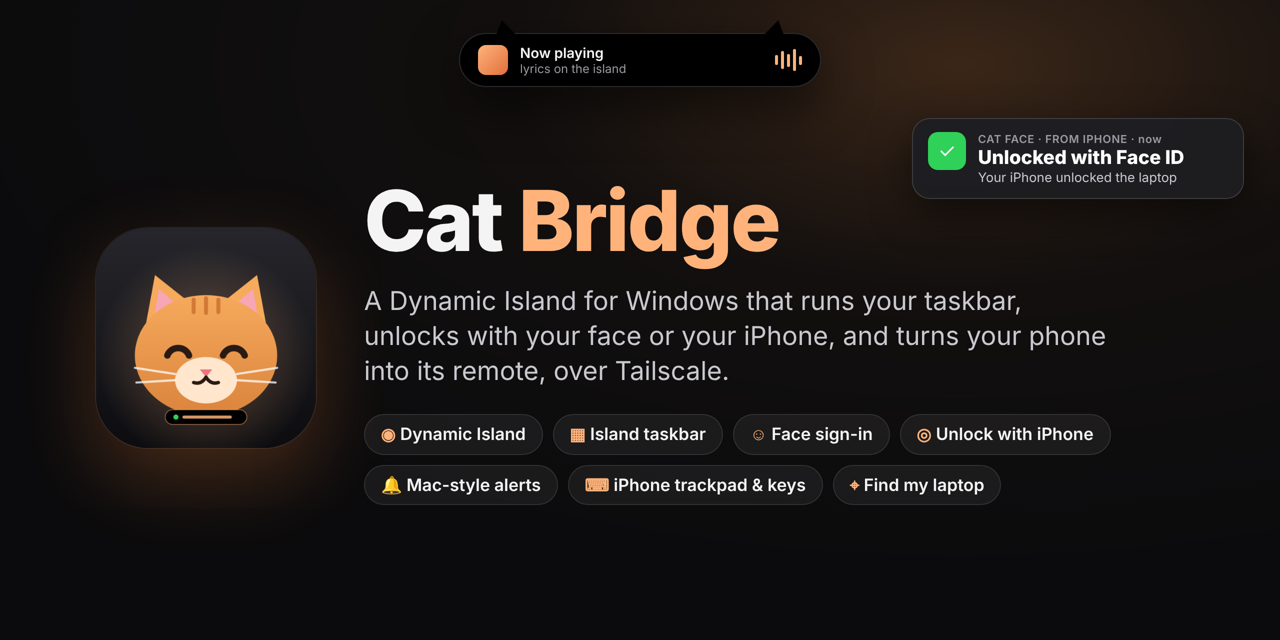 Now playing
lyrics on the island
CAT FACE · FROM IPHONE · now
Unlocked with Face ID
Your iPhone unlocked the laptop
Cat Bridge
A Dynamic Island for Windows that runs your taskbar,
unlocks with your face or your iPhone, and turns your phone
into its remote, over Tailscale.
Dynamic Island
Island taskbar
Face sign-in
Unlock with iPhone
Mac-style alerts
iPhone trackpad & keys
Find my laptop